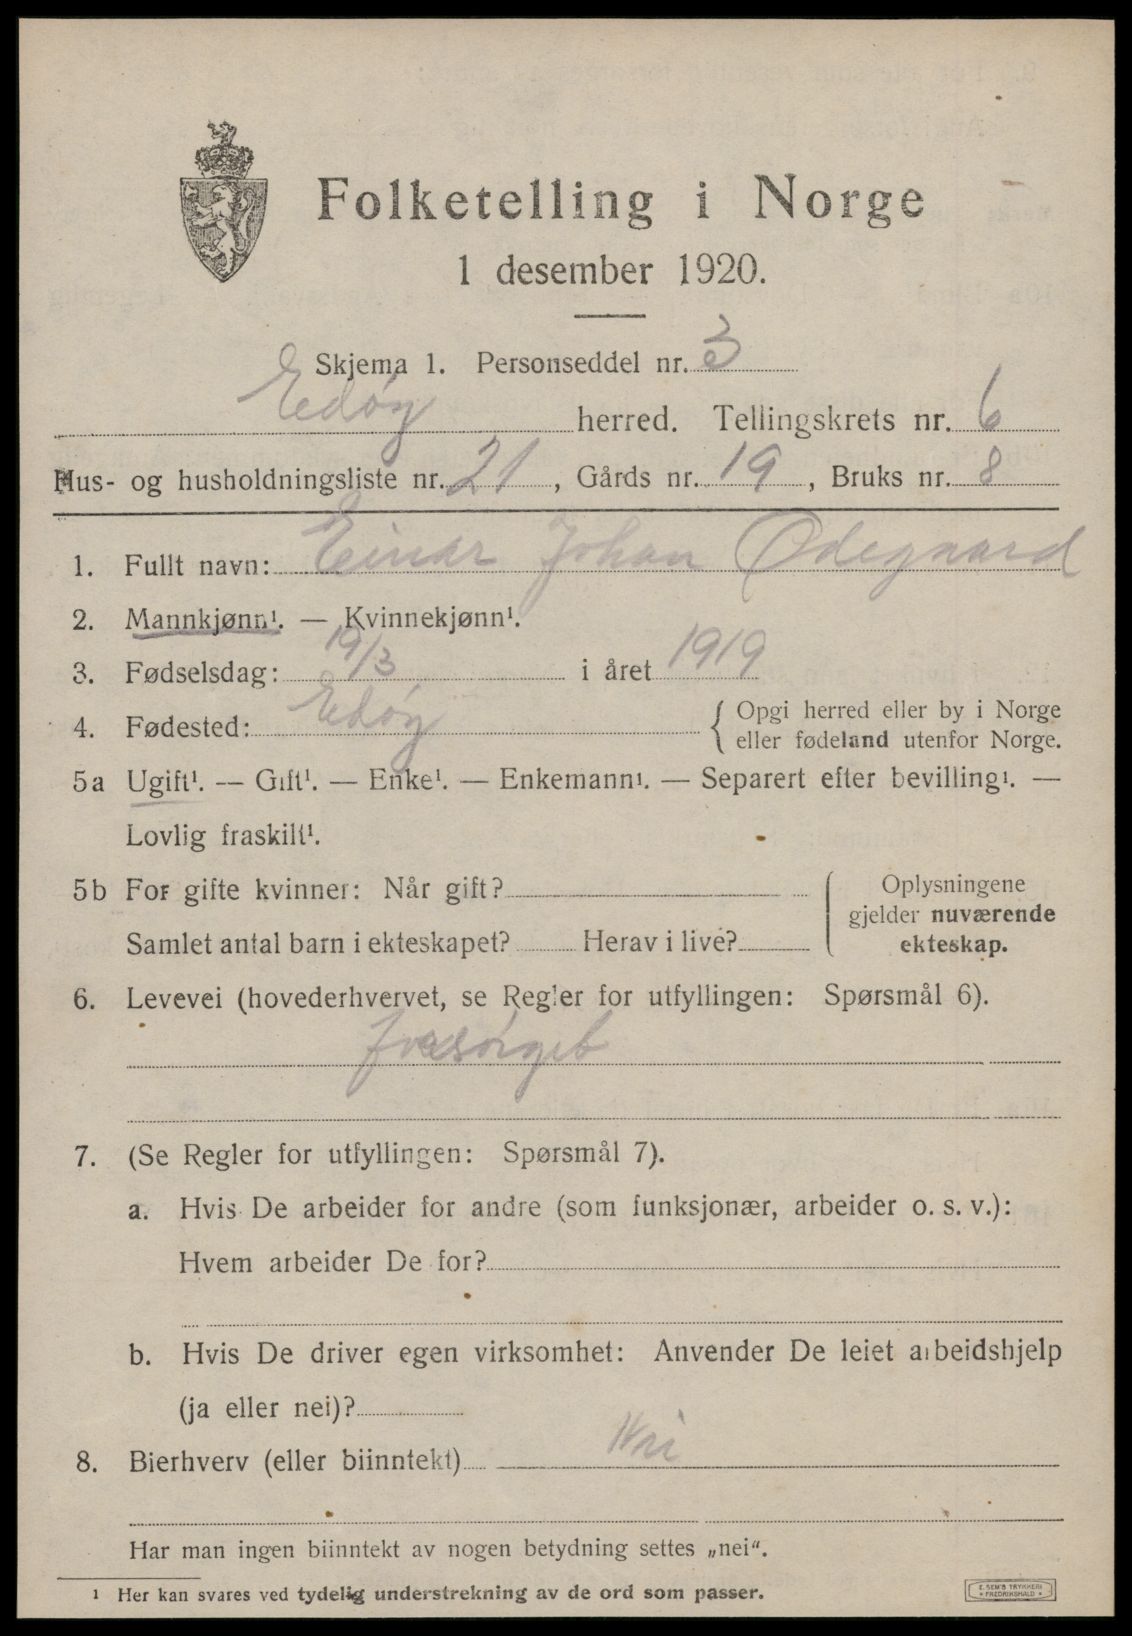 Folketelling i Norge
1 desember 1920.
Skjema 1. Personseddel nr. 3
Edøy herred. Tellingskrets nr. 6
Hus- og husholdningsliste nr. 21, Gårds nr. 19, Bruks nr. 8
1. Fullt navn: Einar Johan Ødegaard
2. Mannkjønn¹. — Kvinnekjønn¹.
3. Fødselsdag: 19/3 i året 1919
4. Fødested: Edøy { Opgi herred eller by i Norge
eller fødeland utenfor Norge.
5a Ugift¹. — Gift¹. — Enke¹. — Enkemann¹. — Separert efter bevilling¹. —
Lovlig fraskilt¹.
5b For gifte kvinner: Når gift? { Oplysningene
gjelder nuværende
Samlet antal barn i ekteskapet? Herav i live? ekteskap.
6. Levevei (hovederhvervet, se Regler for utfyllingen: Spørsmål 6).
forsørget
7. (Se Regler for utfyllingen: Spørsmål 7).
a. Hvis De arbeider for andre (som funksjonær, arbeider o. s. v.):
Hvem arbeider De for?
b. Hvis De driver egen virksomhet: Anvender De leiet arbeidshjelp
(ja eller nei)?
8. Bierhverv (eller biinntekt) Nei
Har man ingen biinntekt av nogen betydning settes „nei“.
1 Her kan svares ved tydelig understrekning av de ord som passer.
E. SEM'S TRYKKERI
FREDRIKSHALD